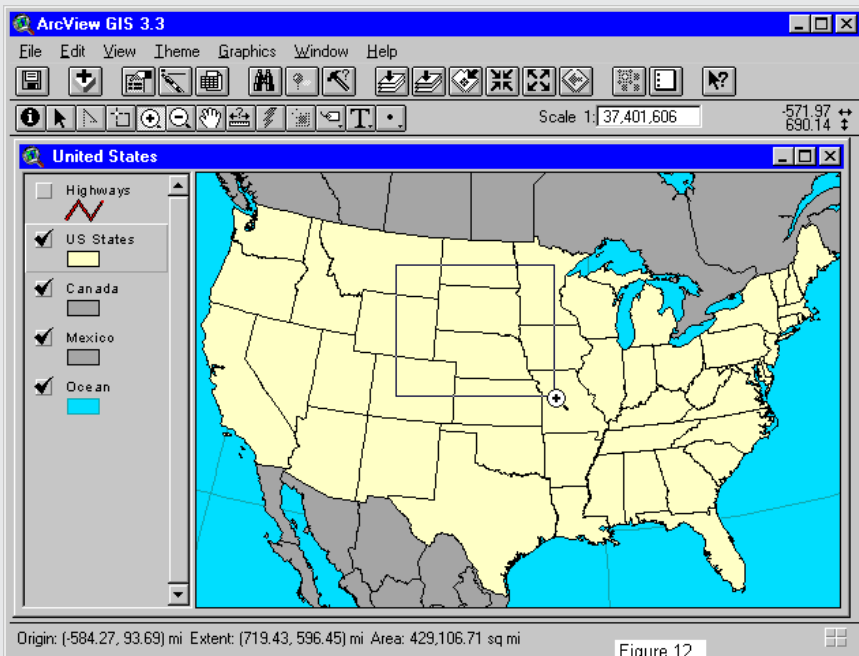 ArcView GIS 3.3
File Edit View Theme Graphics Window Help
Scale 1: 37,401,606
-571.97
690.14
United States
Highways
US States
Canada
Mexico
Ocean
Origin: (-584.27, 93.69) mi Extent: (719.43, 596.45) mi Area: 429,106.71 sq mi
Figure 12